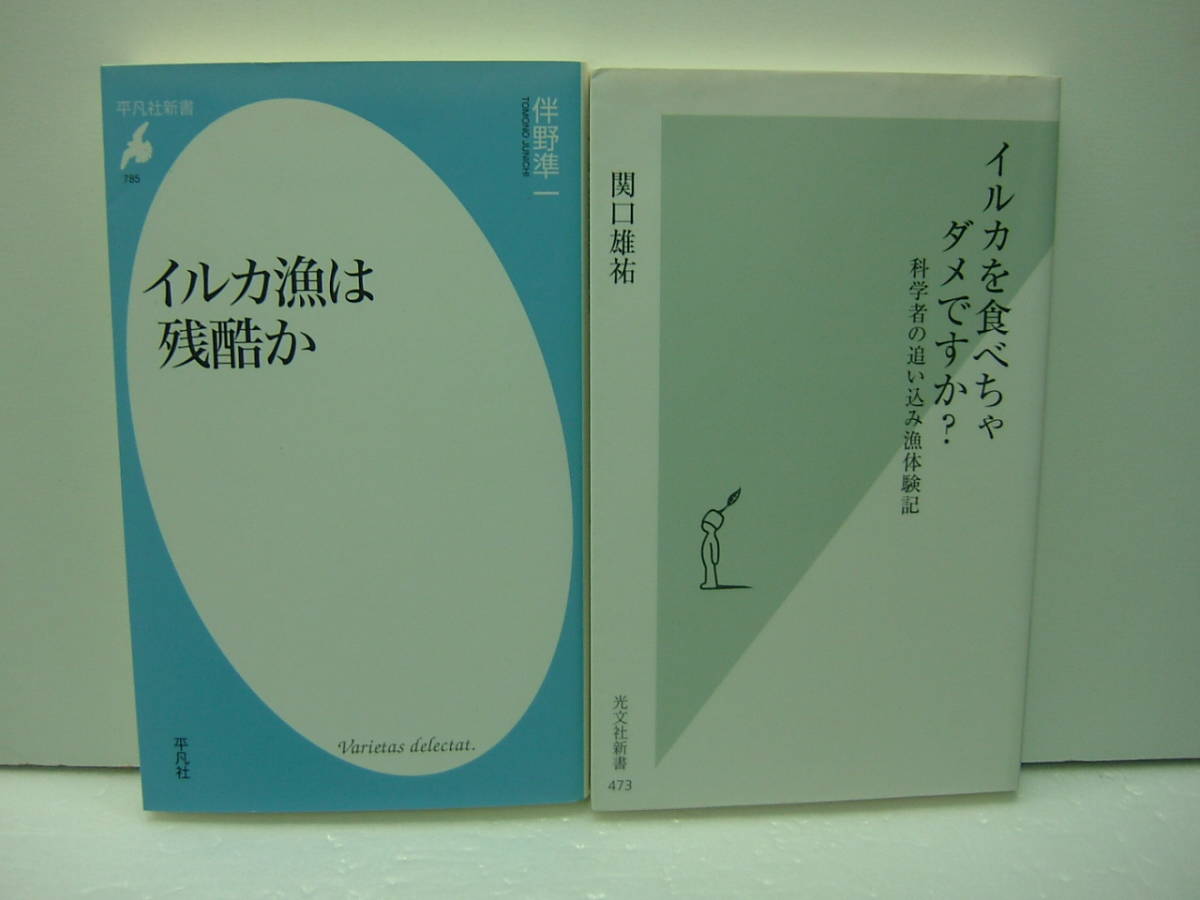 平凡社新書
785
伴野準一
TOMONO JUNICHI
イルカ漁は
残酷か
Varietas delectat.
平凡社
イルカを食べちゃ
ダメですか?
科学者の追い込み漁体験記
関口雄祐
光文社新書
473